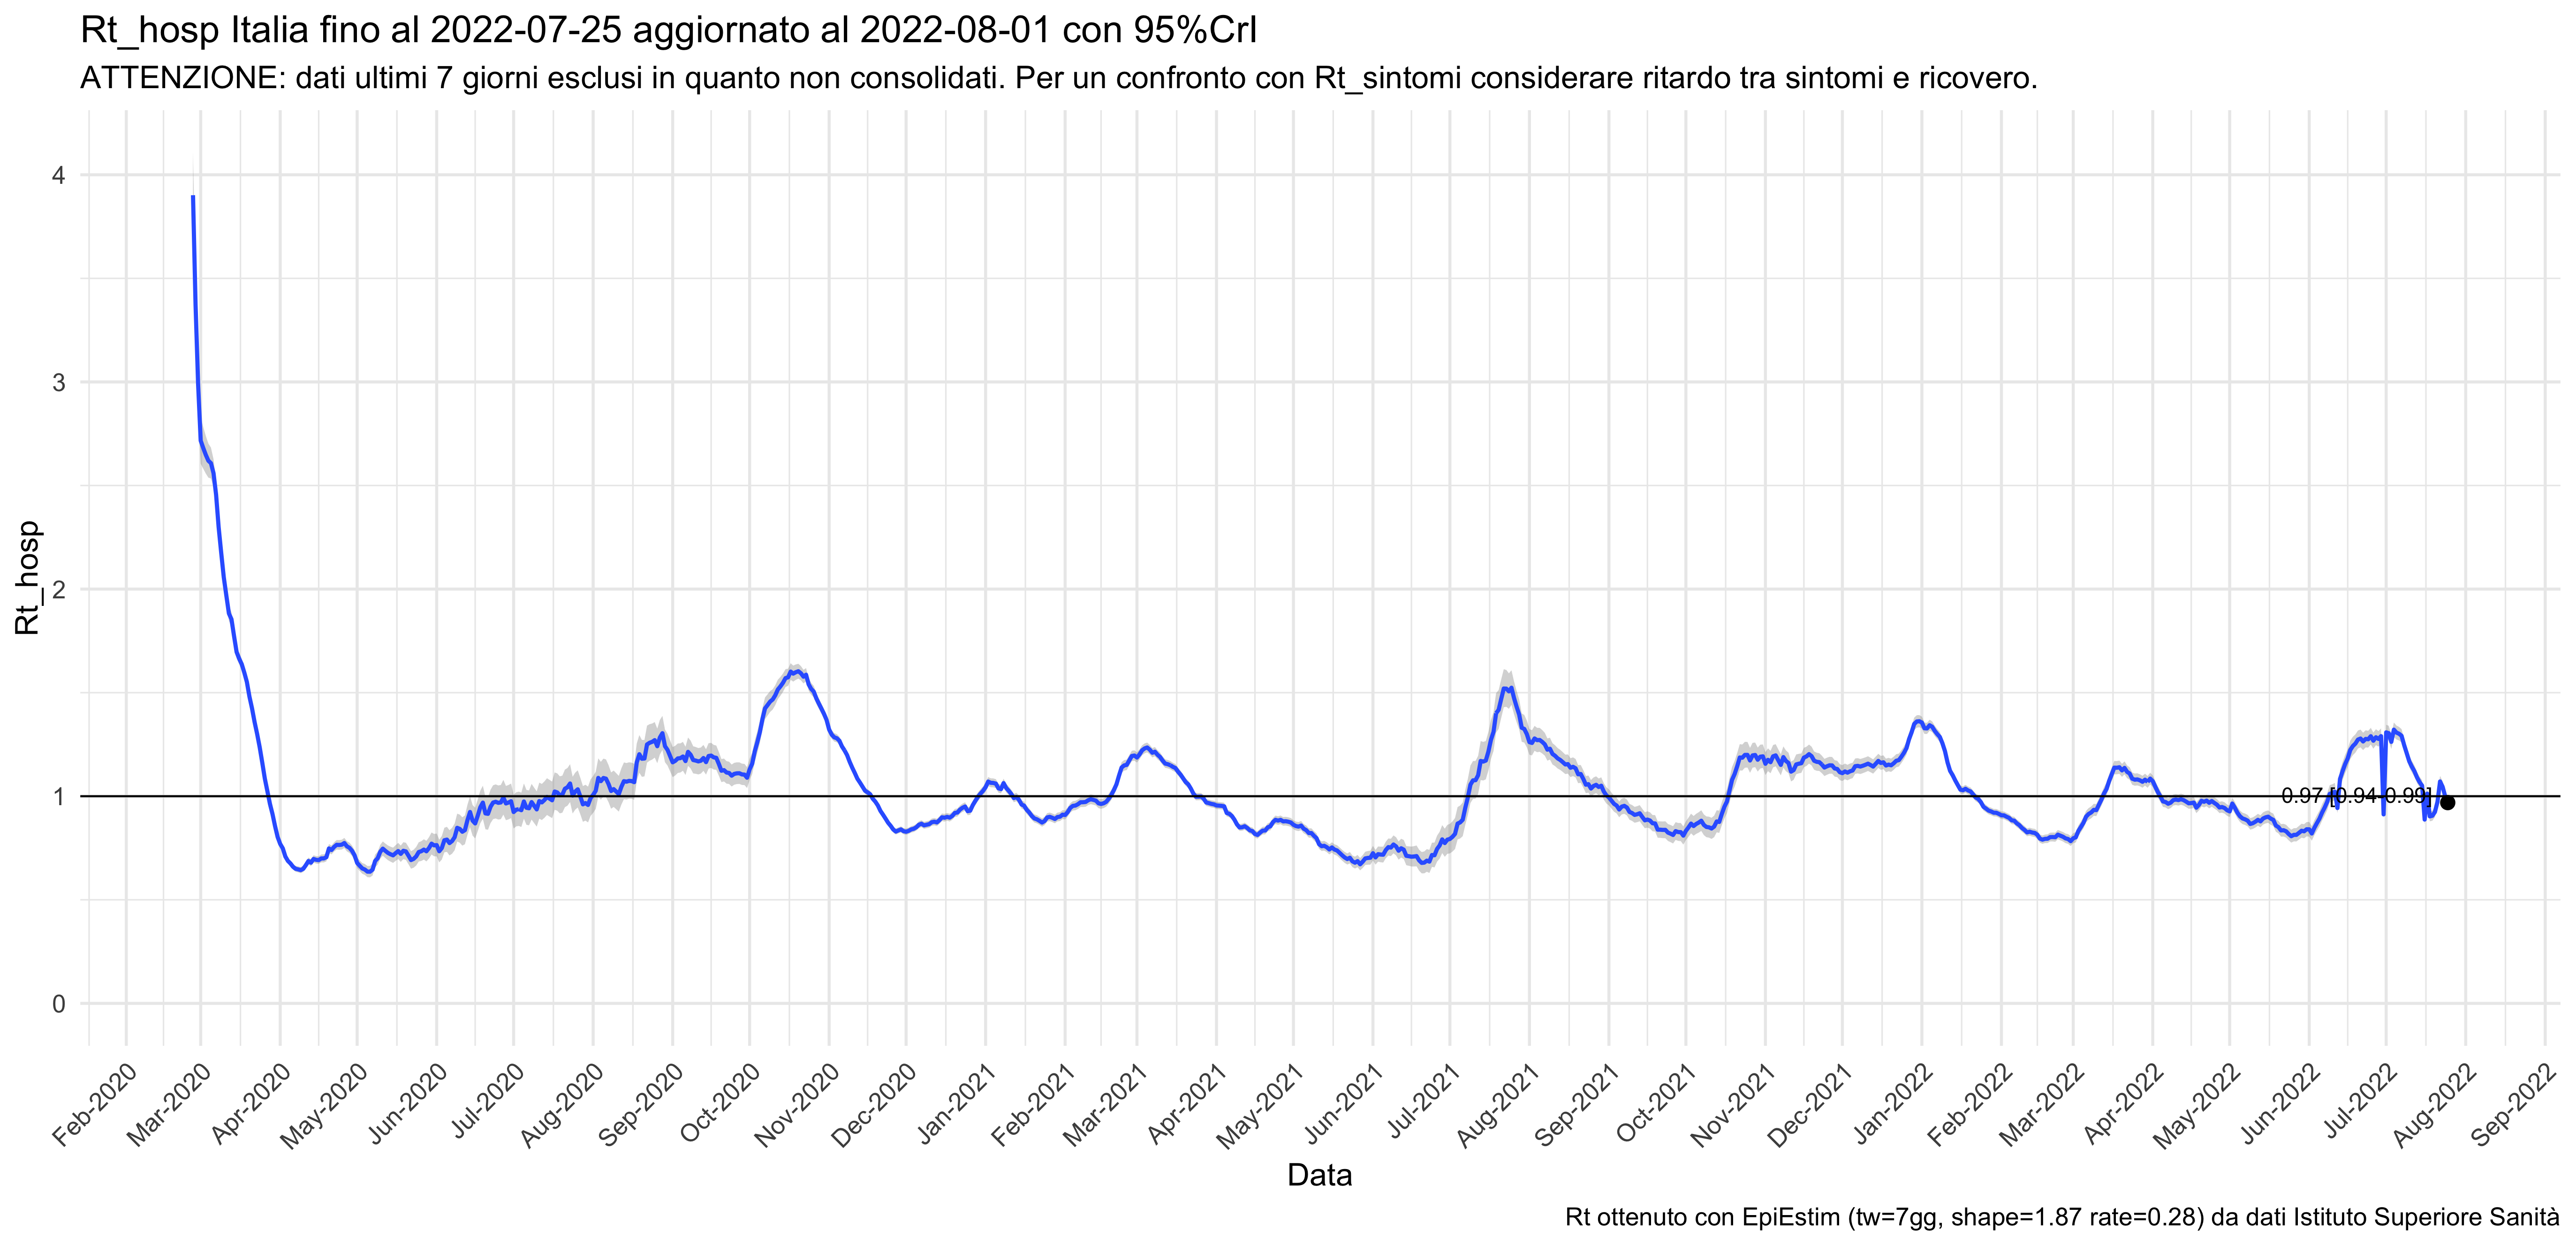 Rt_hosp Italia fino al 2022-07-25 aggiornato al 2022-08-01 con 95%CrI
ATTENZIONE: dati ultimi 7 giorni esclusi in quanto non consolidati. Per un confronto con Rt_sintomi considerare ritardo tra sintomi e ricovero.
Rt_hosp
4
3
2
1
0
0.97 [0.94-0.99]
Feb-2020
Mar-2020
Apr-2020
May-2020
Jun-2020
Jul-2020
Aug-2020
Sep-2020
Oct-2020
Nov-2020
Dec-2020
Jan-2021
Feb-2021
Mar-2021
Apr-2021
May-2021
Jun-2021
Jul-2021
Aug-2021
Sep-2021
Oct-2021
Nov-2021
Dec-2021
Jan-2022
Feb-2022
Mar-2022
Apr-2022
May-2022
Jun-2022
Jul-2022
Aug-2022
Sep-2022
Data
Rt ottenuto con EpiEstim (tw=7gg, shape=1.87 rate=0.28) da dati Istituto Superiore Sanità